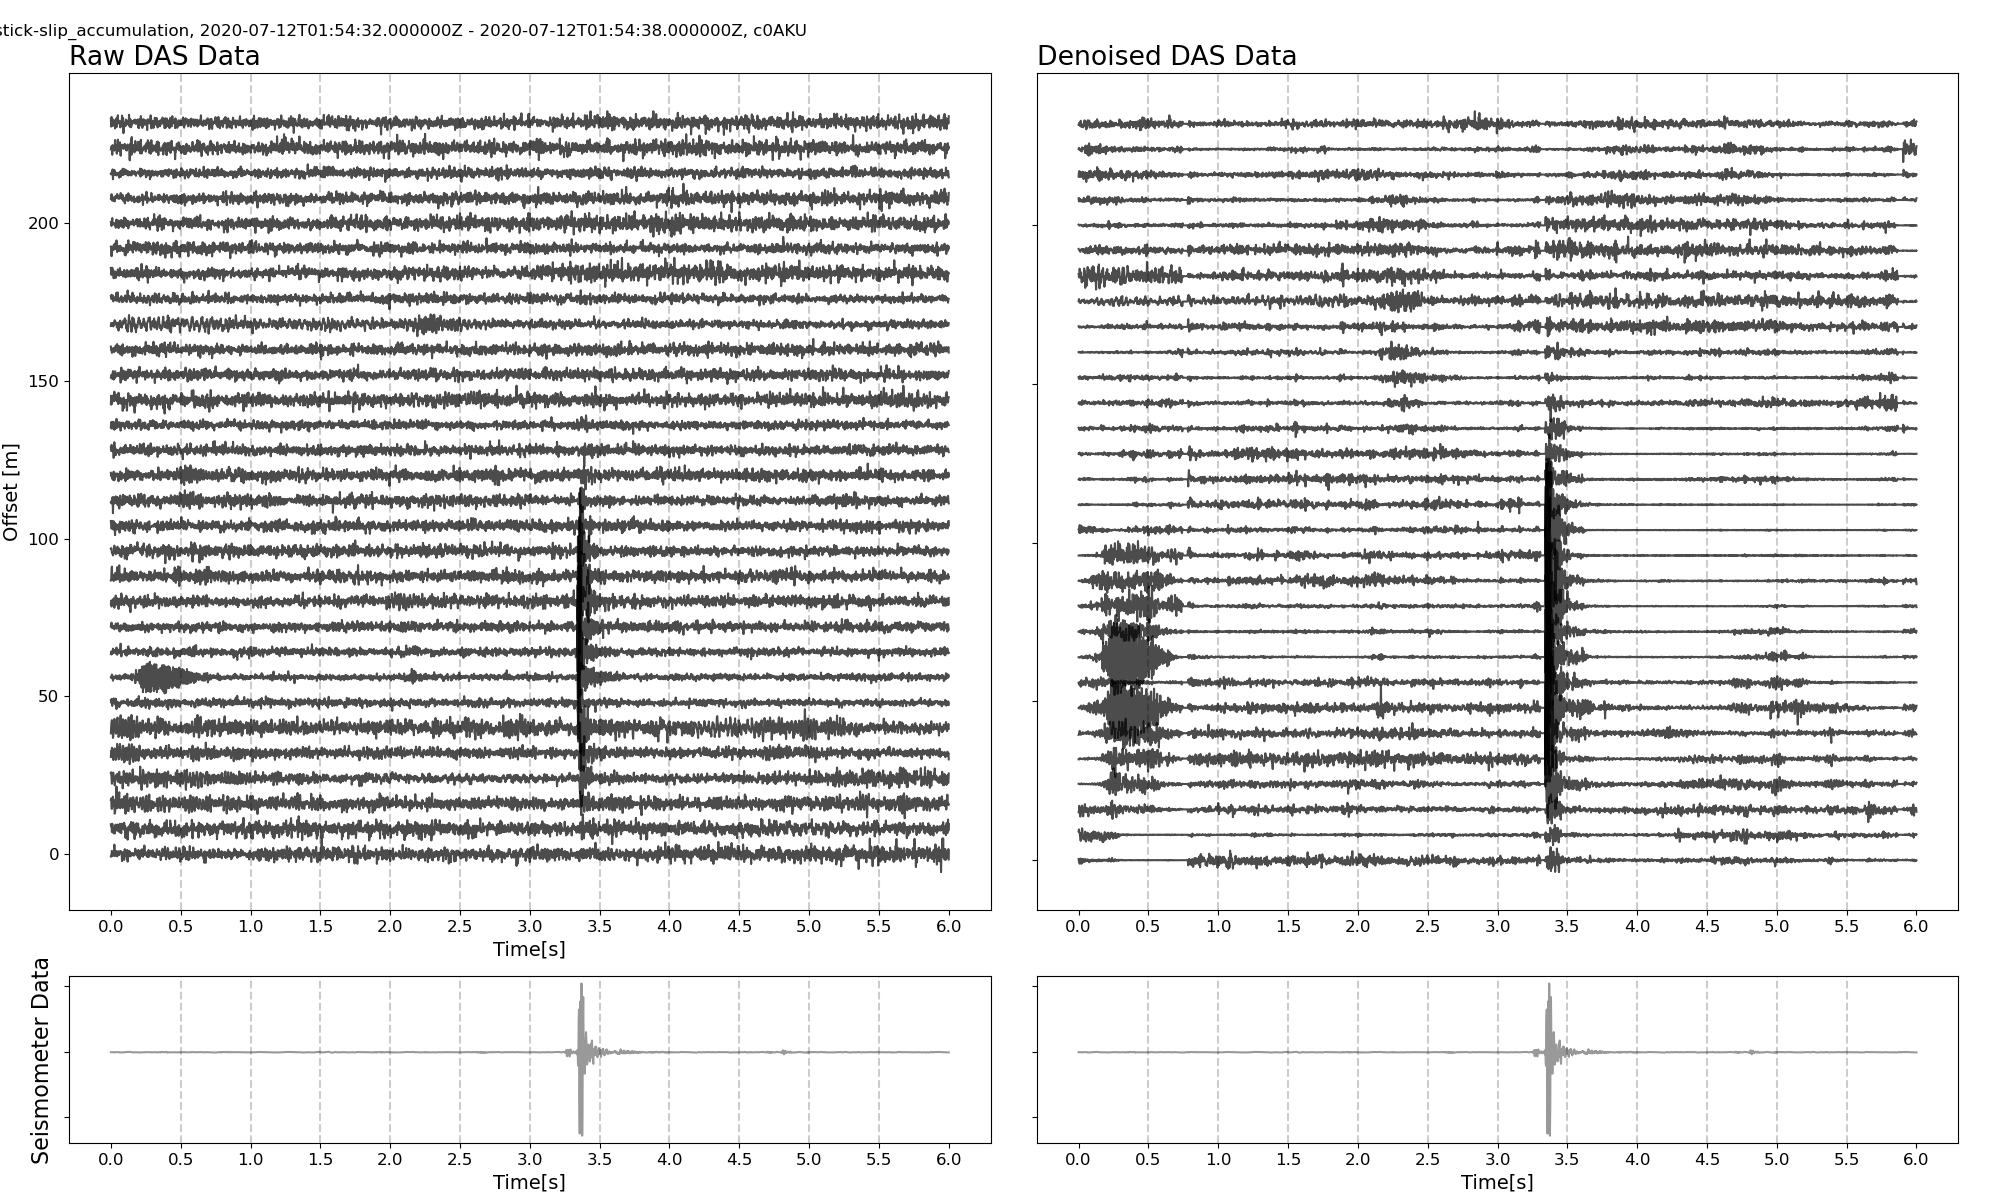 stick-slip_accumulation, 2020-07-12T01:54:32.000000Z - 2020-07-12T01:54:38.000000Z, c0AKU
Raw DAS Data
Denoised DAS Data
Offset [m]
200
150
100
50
0
0.0 0.5 1.0 1.5 2.0 2.5 3.0 3.5 4.0 4.5 5.0 5.5 6.0
Time[s]
0.0 0.5 1.0 1.5 2.0 2.5 3.0 3.5 4.0 4.5 5.0 5.5 6.0
Seismometer Data
0.0 0.5 1.0 1.5 2.0 2.5 3.0 3.5 4.0 4.5 5.0 5.5 6.0
Time[s]
0.0 0.5 1.0 1.5 2.0 2.5 3.0 3.5 4.0 4.5 5.0 5.5 6.0
Time[s]